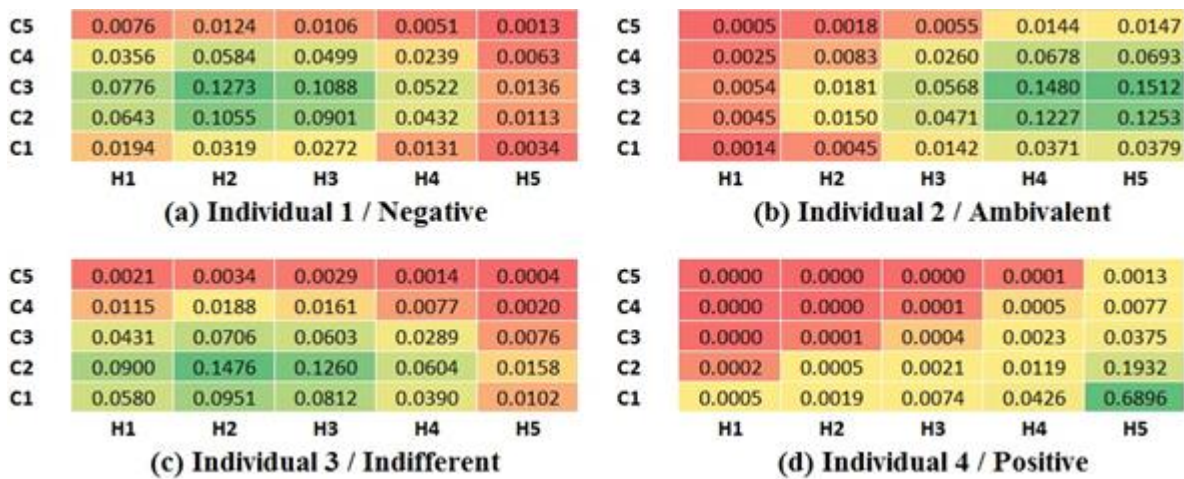 C5 0.0076 0.0124 0.0106 0.0051 0.0013
C4 0.0356 0.0584 0.0499 0.0239 0.0063
C3 0.0776 0.1273 0.1088 0.0522 0.0136
C2 0.0643 0.1055 0.0901 0.0432 0.0113
C1 0.0194 0.0319 0.0272 0.0131 0.0034
H1 H2 H3 H4 H5
(a) Individual 1 / Negative
C5 0.0005 0.0018 0.0055 0.0144 0.0147
C4 0.0025 0.0083 0.0260 0.0678 0.0693
C3 0.0054 0.0181 0.0568 0.1480 0.1512
C2 0.0045 0.0150 0.0471 0.1227 0.1253
C1 0.0014 0.0045 0.0142 0.0371 0.0379
H1 H2 H3 H4 H5
(b) Individual 2 / Ambivalent
C5 0.0021 0.0034 0.0029 0.0014 0.0004
C4 0.0115 0.0188 0.0161 0.0077 0.0020
C3 0.0431 0.0706 0.0603 0.0289 0.0076
C2 0.0900 0.1476 0.1260 0.0604 0.0158
C1 0.0580 0.0951 0.0812 0.0390 0.0102
H1 H2 H3 H4 H5
(c) Individual 3 / Indifferent
C5 0.0000 0.0000 0.0000 0.0001 0.0013
C4 0.0000 0.0000 0.0001 0.0005 0.0077
C3 0.0000 0.0001 0.0004 0.0023 0.0375
C2 0.0002 0.0005 0.0021 0.0119 0.1932
C1 0.0005 0.0019 0.0074 0.0426 0.6896
H1 H2 H3 H4 H5
(d) Individual 4 / Positive